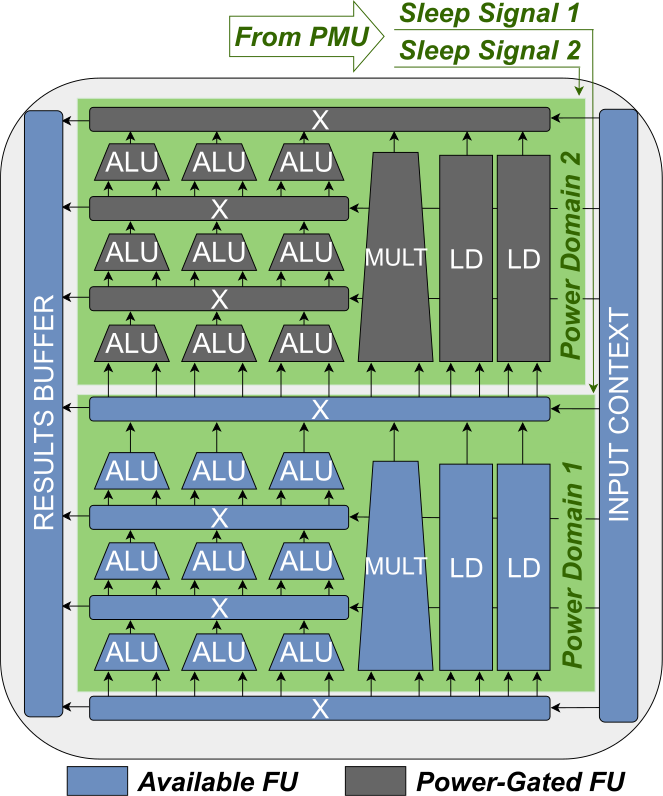 From PMU
Sleep Signal 1
Sleep Signal 2
X
ALU ALU ALU
X
ALU ALU ALU
MULT LD LD
X
ALU ALU ALU
Power Domain 2
X
ALU ALU ALU
X
ALU ALU ALU
MULT LD LD
X
ALU ALU ALU
Power Domain 1
X
RESULTS BUFFER
INPUT CONTEXT
Available FU
Power-Gated FU